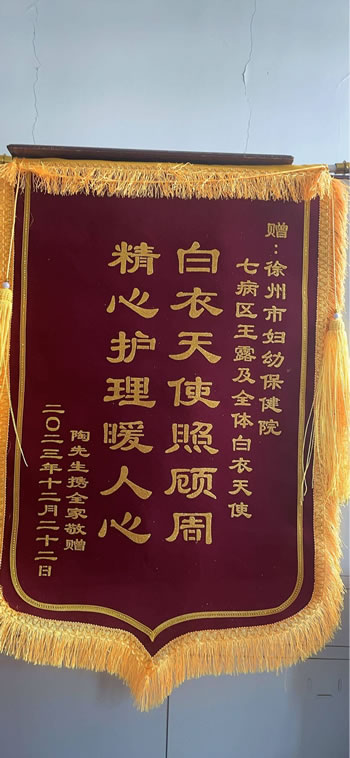 赠：徐州市妇幼保健院
七病区王露及全体白衣天使
白衣天使照顾周
精心护理暖人心
陶先生携全家敬赠
二〇二三年十二月二十二日